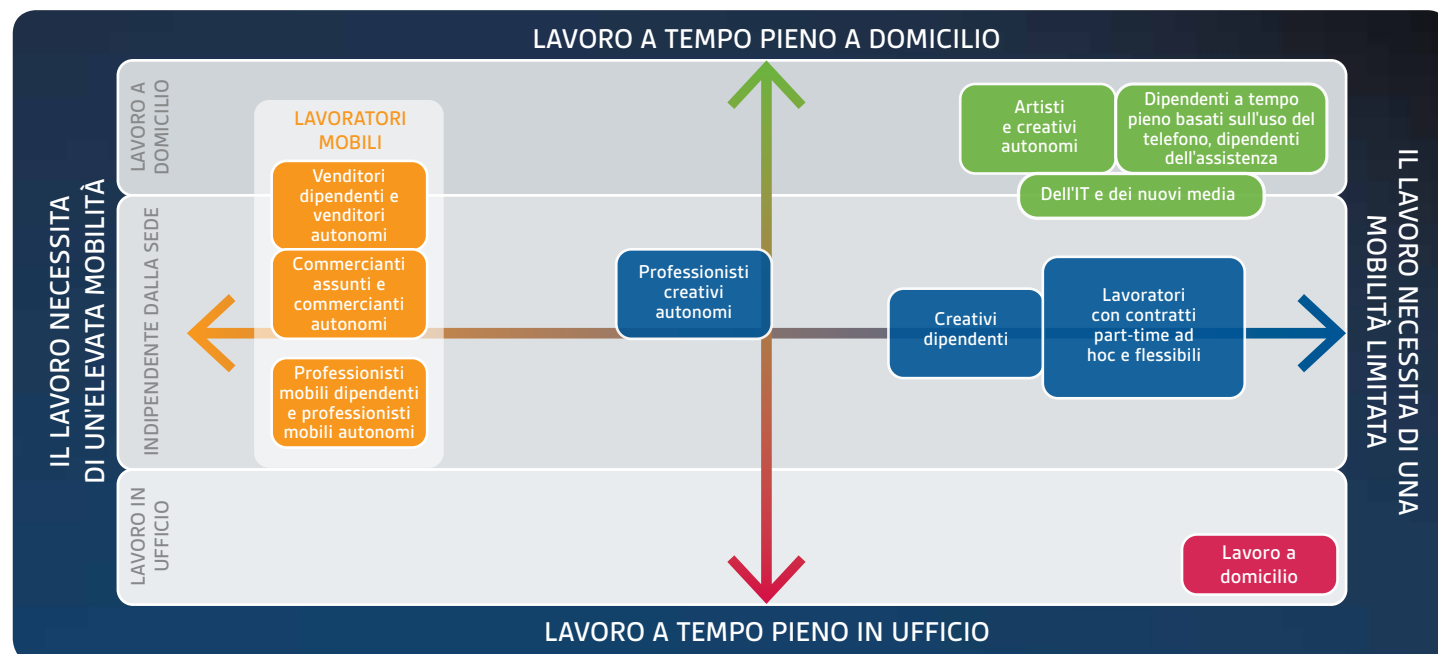 LAVORO A TEMPO PIENO A DOMICILIO
IL LAVORO NECESSITA
DI UN'ELEVATA MOBILITÀ
LAVORO A
DOMICILIO
LAVORATORI
MOBILI
Venditori
dipendenti e
venditori
autonomi
Artisti
e creativi
autonomi
Dipendenti a tempo
pieno basati sull'uso del
telefono, dipendenti
dell'assistenza
Dell'IT e dei nuovi media
INDIPENDENTE DALLA SEDE
Commercianti
assunti e
commercianti
autonomi
Professionisti
mobili dipendenti
e professionisti
mobili autonomi
Professionisti
creativi
autonomi
Creativi
dipendenti
Lavoratori
con contratti
part-time ad
hoc e flessibili
LAVORO IN
UFFICIO
Lavoro a
domicilio
IL LAVORO NECESSITA DI UNA
MOBILITÀ LIMITATA
LAVORO A TEMPO PIENO IN UFFICIO